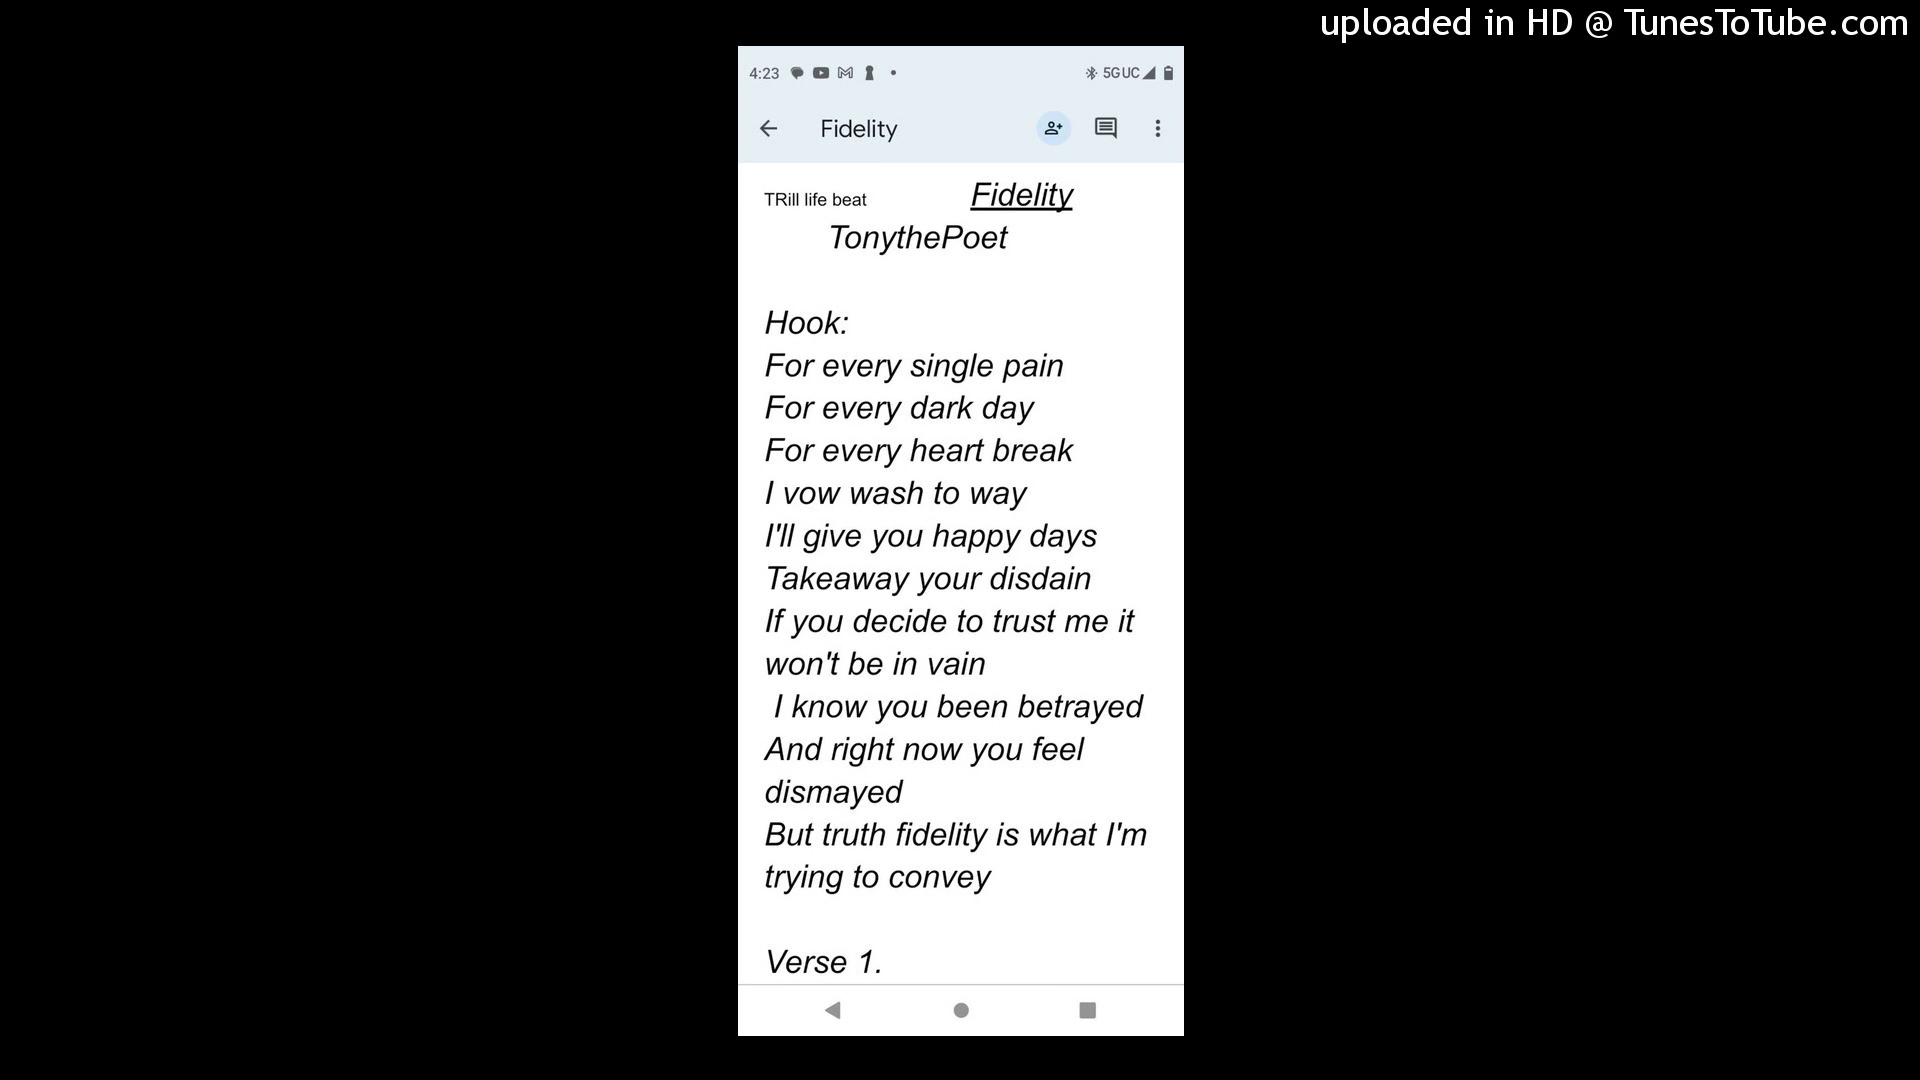 uploaded in HD @ TunesToTube.com
4:23 5G UC
Fidelity
TRill life beat Fidelity
TonythePoet
Hook:
For every single pain
For every dark day
For every heart break
I vow wash to way
I'll give you happy days
Takeaway your disdain
If you decide to trust me it
won't be in vain
I know you been betrayed
And right now you feel
dismayed
But truth fidelity is what I'm
trying to convey
Verse 1.